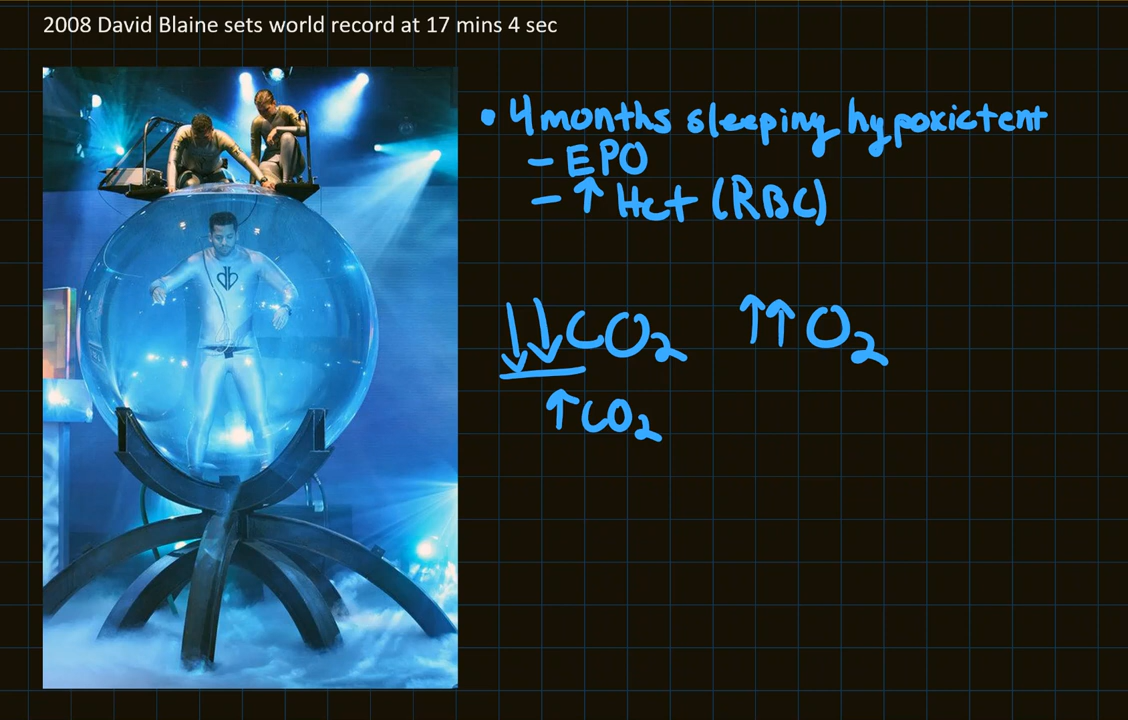 2008 David Blaine sets world record at 17 mins 4 sec
• 4 months sleeping hypoxic tent
- EPO
- ↑ Hct (RBC)
↓↓CO₂ ↑↑O₂
↑CO₂
db